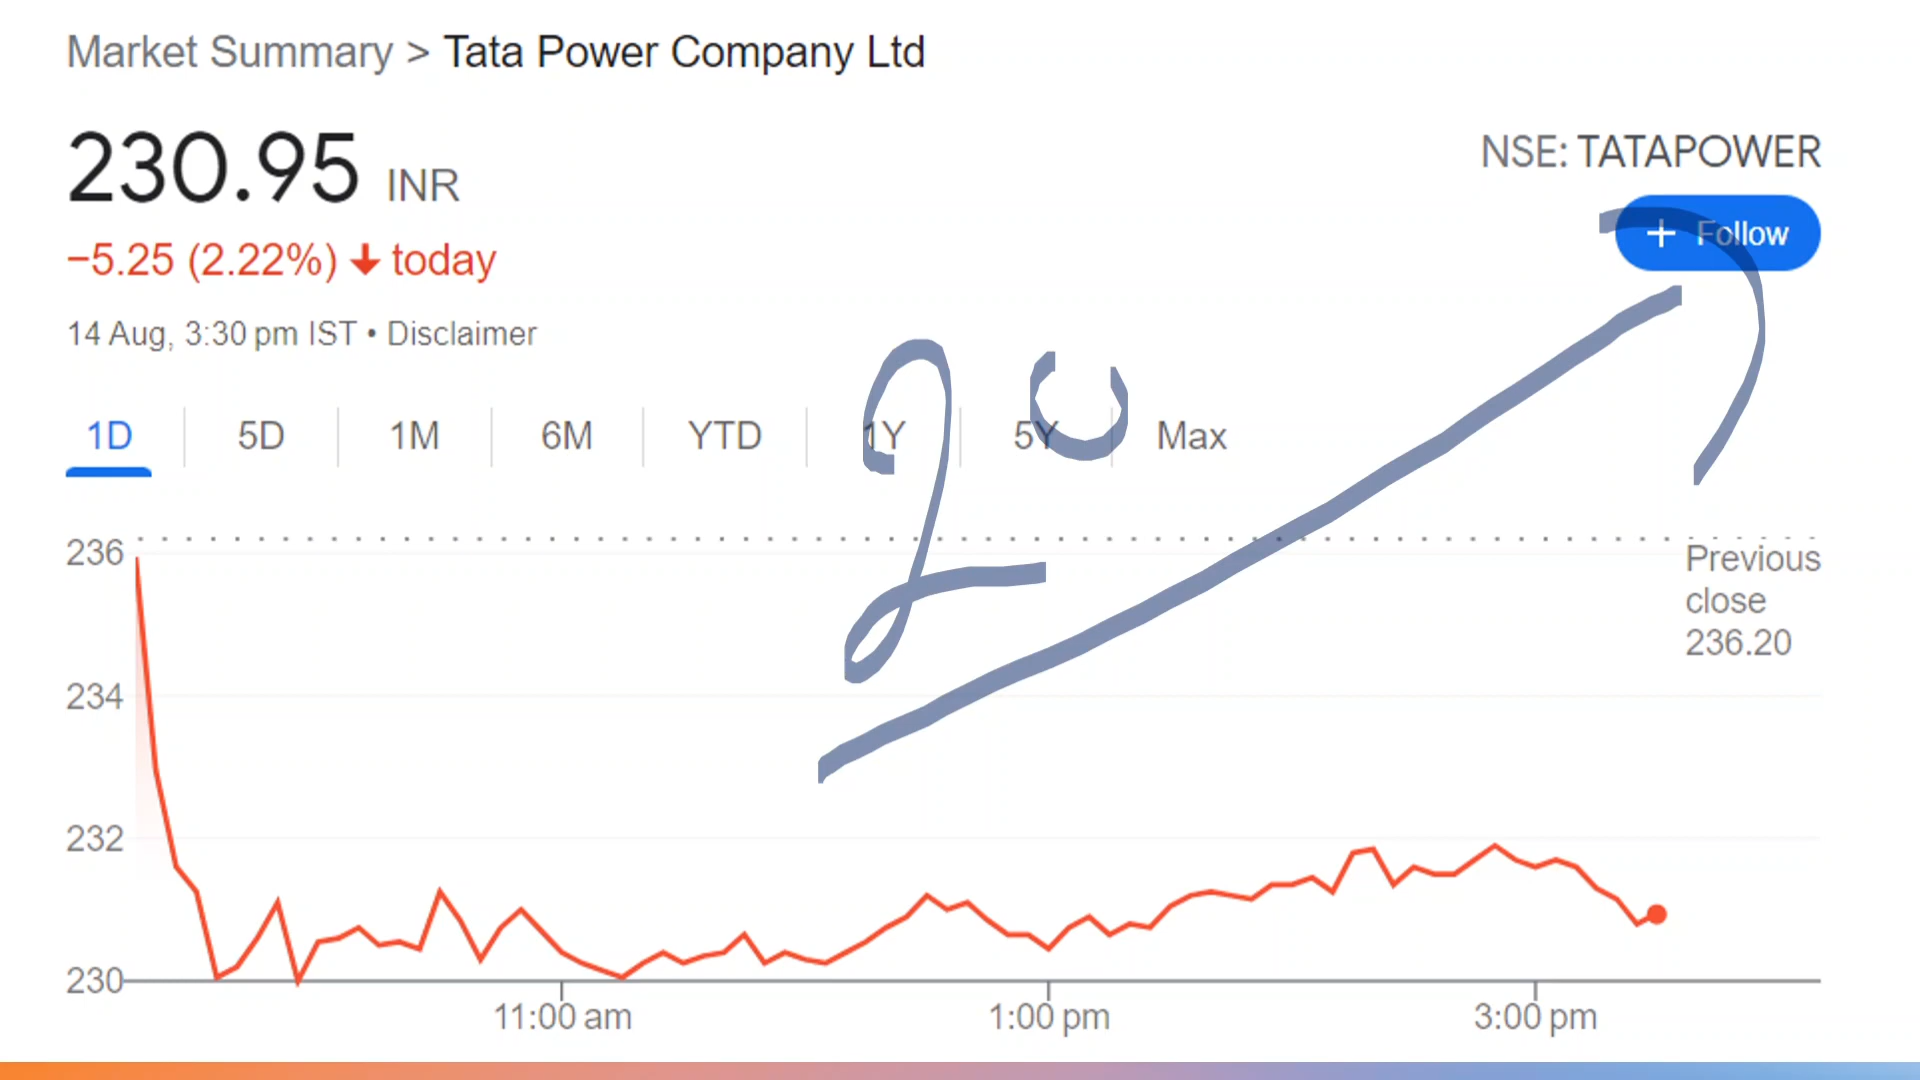 Market Summary > Tata Power Company Ltd
230.95 INR
NSE: TATAPOWER
+ Follow
−5.25 (2.22%) ↓ today
14 Aug, 3:30 pm IST • Disclaimer
20
1D 5D 1M 6M YTD 1Y 5Y Max
236
Previous
close
236.20
234
232
230
11:00 am 1:00 pm 3:00 pm